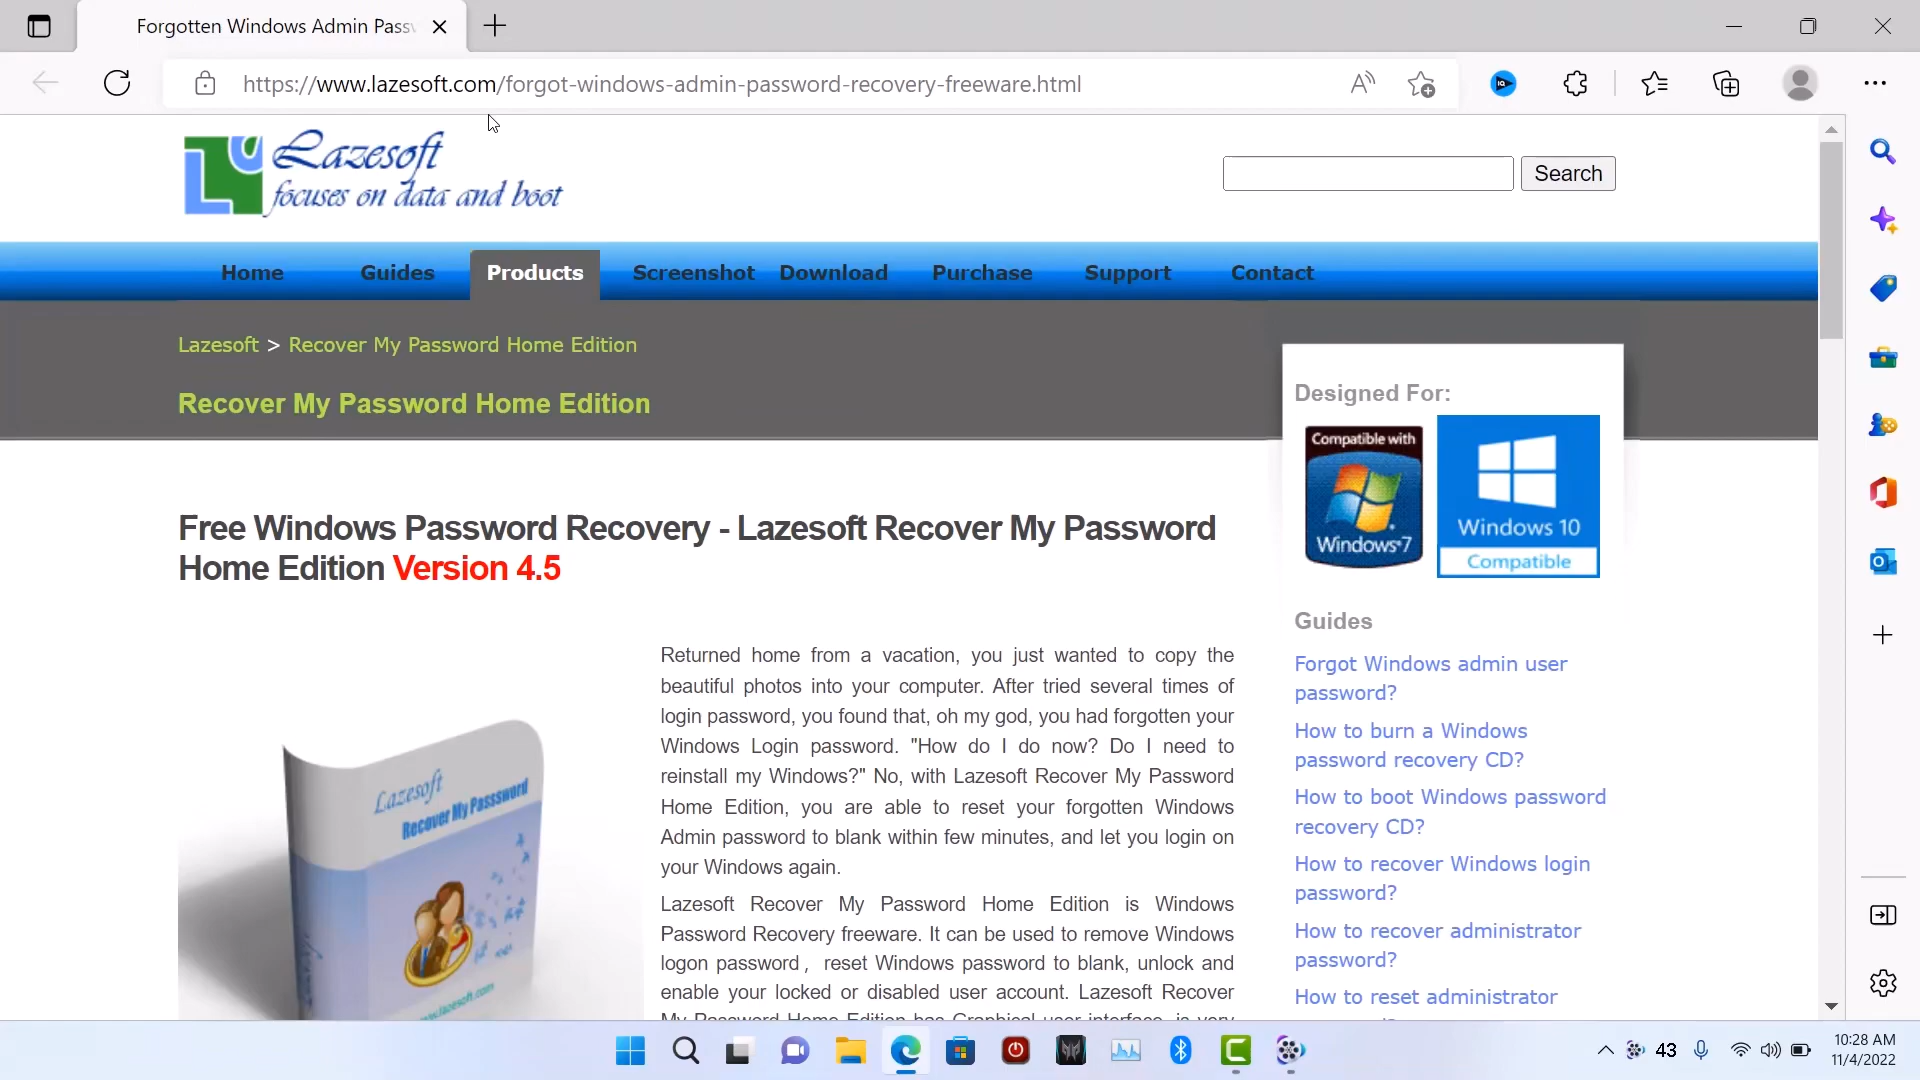 Forgotten Windows Admin Pass
https://www.lazesoft.com/forgot-windows-admin-password-recovery-freeware.html
Lazesoft
focuses on data and boot
Search
Home Guides Products Screenshot Download Purchase Support Contact
Lazesoft > Recover My Password Home Edition
Recover My Password Home Edition
Free Windows Password Recovery - Lazesoft Recover My Password
Home Edition Version 4.5
Returned home from a vacation, you just wanted to copy the
beautiful photos into your computer. After tried several times of
login password, you found that, oh my god, you had forgotten your
Windows Login password. "How do I do now? Do I need to
reinstall my Windows?" No, with Lazesoft Recover My Password
Home Edition, you are able to reset your forgotten Windows
Admin password to blank within few minutes, and let you login on
your Windows again.
Lazesoft Recover My Password Home Edition is Windows
Password Recovery freeware. It can be used to remove Windows
logon password, reset Windows password to blank, unlock and
enable your locked or disabled user account. Lazesoft Recover
My Password Home Edition has Graphical user interface, is very
Lazesoft
Recover My Passsword
Designed For:
Compatible with
Windows 7
Windows 10
Compatible
Guides
Forgot Windows admin user
password?
How to burn a Windows
password recovery CD?
How to boot Windows password
recovery CD?
How to recover Windows login
password?
How to recover administrator
password?
How to reset administrator
43
10:28 AM
11/4/2022